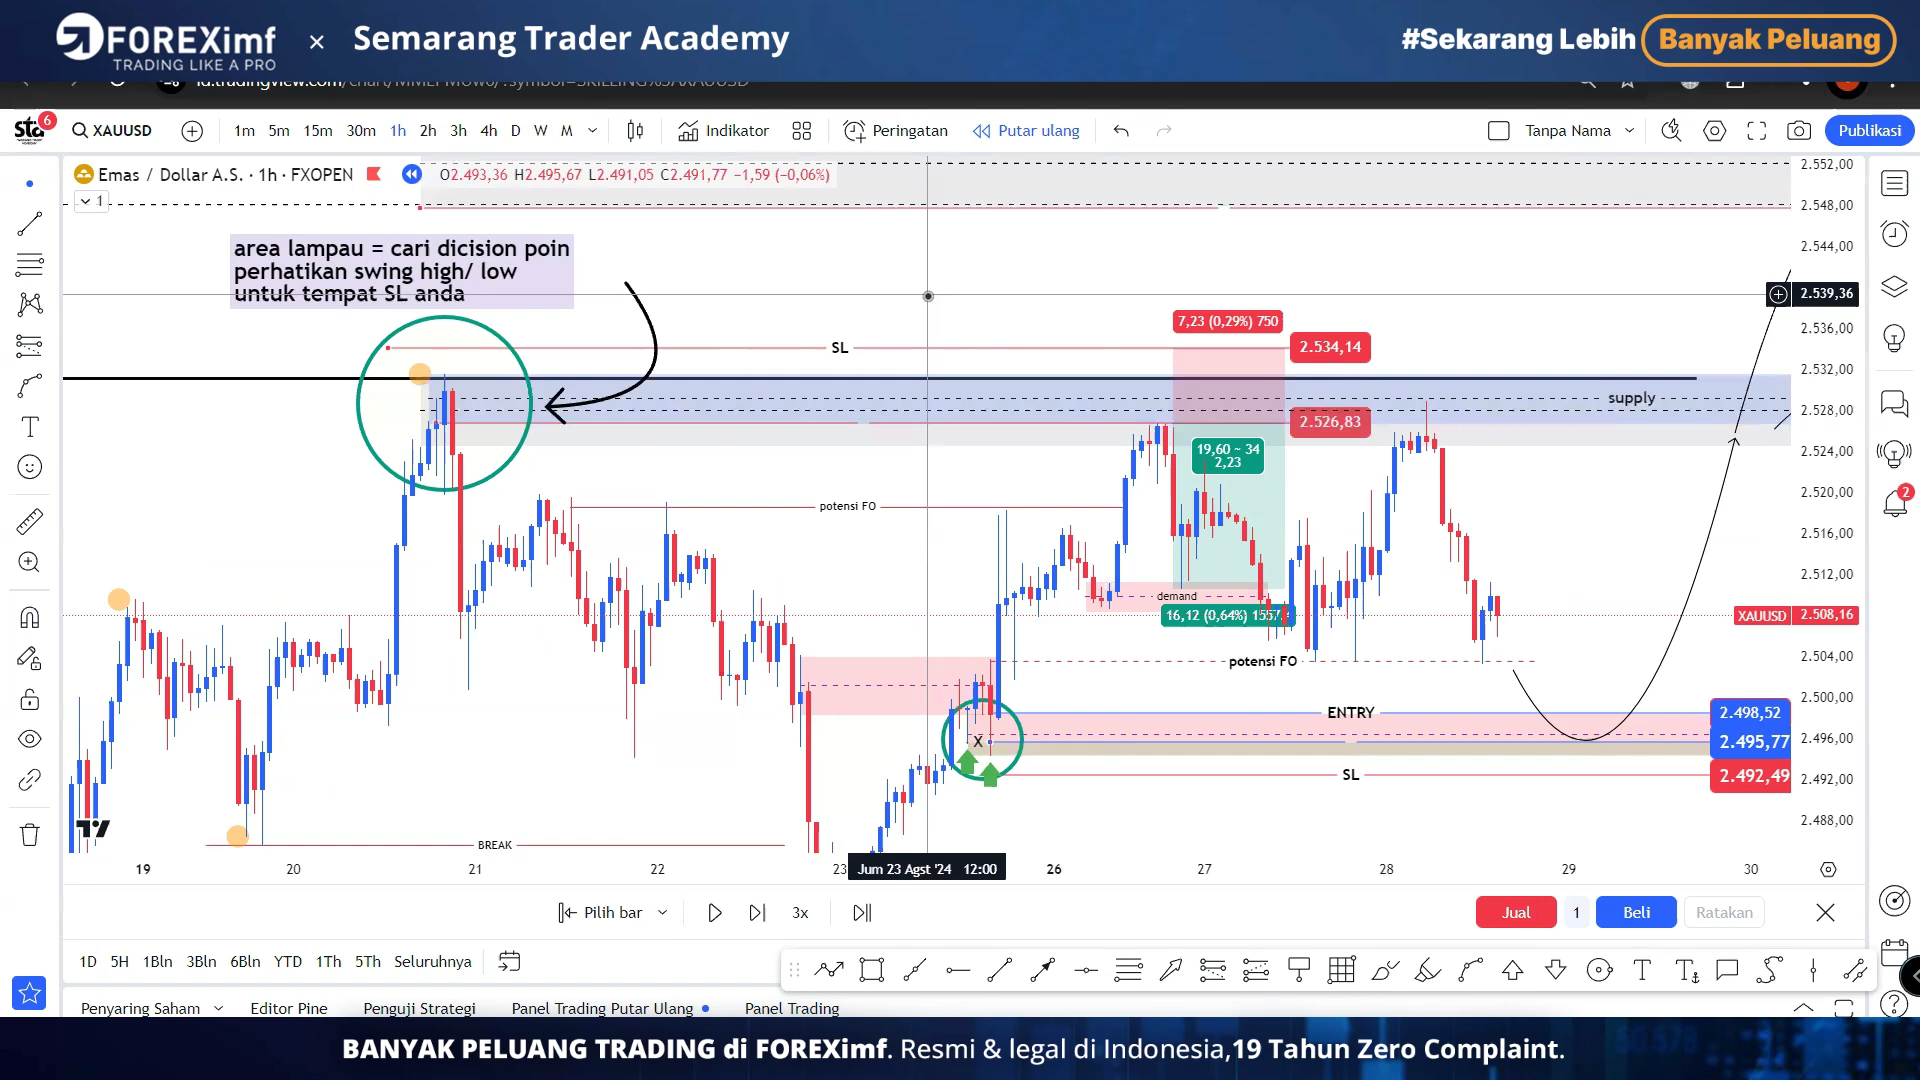 FOREXimf × Semarang Trader Academy
TRADING LIKE A PRO
#Sekarang Lebih Banyak Peluang
sta 6 XAUUSD 1m 5m 15m 30m 1h 2h 3h 4h D W M Indikator Peringatan Putar ulang Tanpa Nama Publikasi
Emas / Dollar A.S. · 1h · FXOPEN O2.493,36 H2.495,67 L2.491,05 C2.491,77 −1,59 (−0,06%)
1
area lampau = cari dicision poin
perhatikan swing high/ low
untuk tempat SL anda
2.552,00
2.548,00
2.544,00
2.539,36
2.536,00
2.532,00
2.528,00
2.524,00
2.520,00
2.516,00
2.512,00
XAUUSD 2.508,16
2.504,00
2.500,00
2.496,00
2.492,00
2.488,00
7,23 (0,29%) 750
SL
2.534,14
supply
2.526,83
19,60 ~ 34
2,23
potensi FO
demand
16,12 (0,64%) 1557
potensi FO
ENTRY
2.498,52
X
2.495,77
SL
2.492,49
BREAK
19 20 21 22 23 Jum 23 Agst '24 12:00 26 27 28 29 30
Pilih bar 3x Jual 1 Beli Ratakan
1D 5H 1Bln 3Bln 6Bln YTD 1Th 5Th Seluruhnya
Penyaring Saham Editor Pine Penguji Strategi Panel Trading Putar Ulang Panel Trading
2
BANYAK PELUANG TRADING di FOREXimf. Resmi & legal di Indonesia,19 Tahun Zero Complaint.